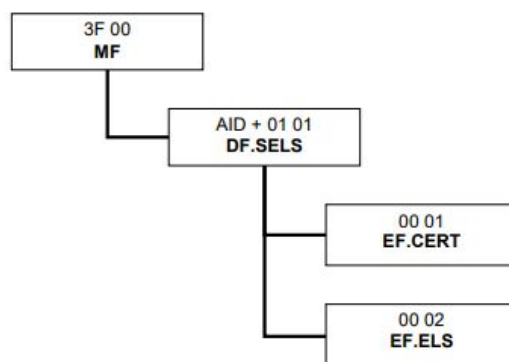 3F 00
MF
AID + 01 01
DF.SELS
00 01
EF.CERT
00 02
EF.ELS